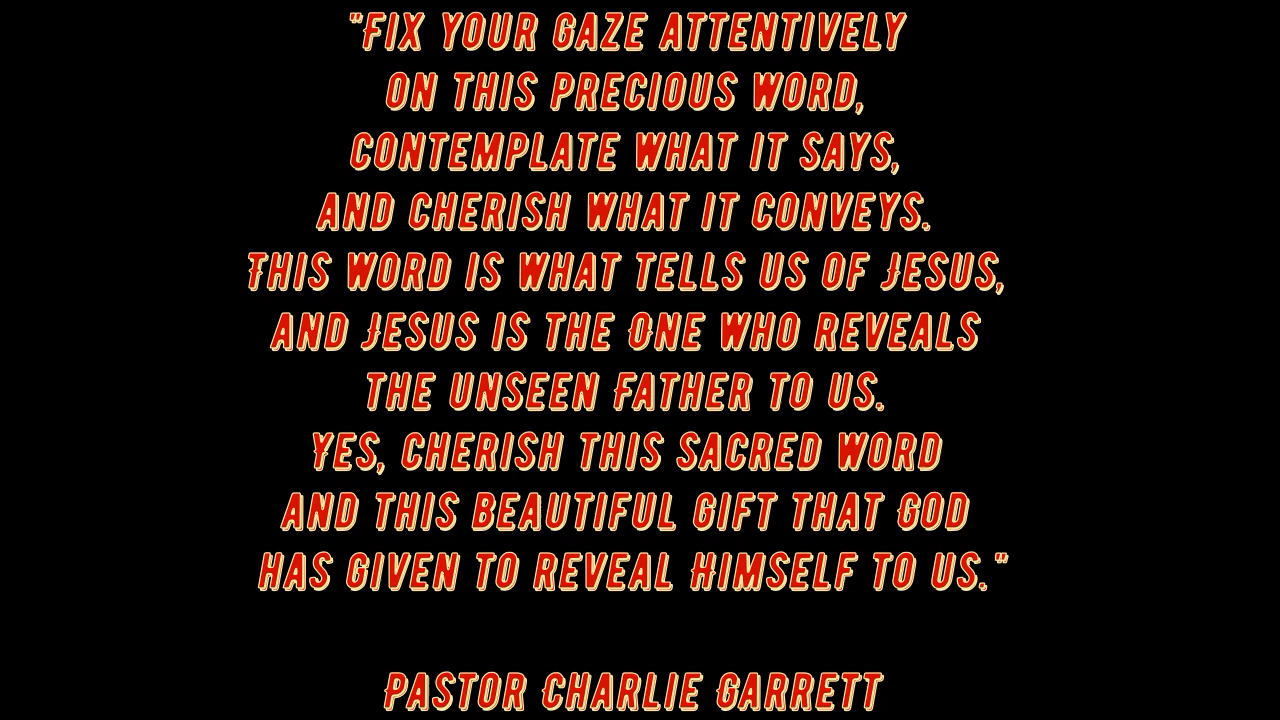 "Fix your gaze attentively
on this precious word,
contemplate what it says,
and cherish what it conveys.
This word is what tells us of Jesus,
and Jesus is the One who reveals
the unseen Father to us.
Yes, cherish this sacred word
and this beautiful gift that God
has given to reveal Himself to us."
Pastor Charlie Garrett